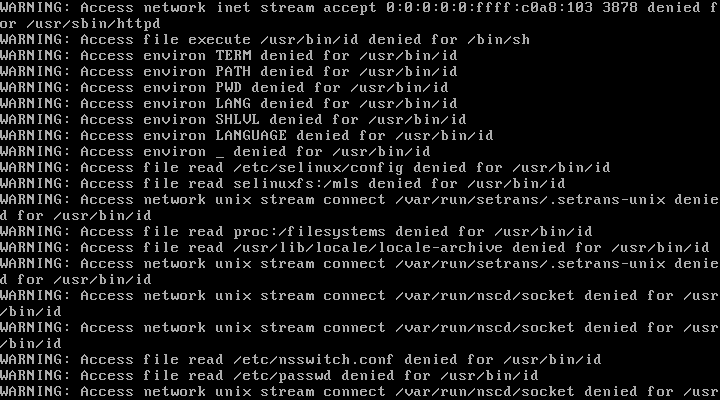 WARNING: Access network inet stream accept 0:0:0:0:0:ffff:c0a8:103 3878 denied f
or /usr/sbin/httpd
WARNING: Access file execute /usr/bin/id denied for /bin/sh
WARNING: Access environ TERM denied for /usr/bin/id
WARNING: Access environ PATH denied for /usr/bin/id
WARNING: Access environ PWD denied for /usr/bin/id
WARNING: Access environ LANG denied for /usr/bin/id
WARNING: Access environ SHLVL denied for /usr/bin/id
WARNING: Access environ LANGUAGE denied for /usr/bin/id
WARNING: Access environ _ denied for /usr/bin/id
WARNING: Access file read /etc/selinux/config denied for /usr/bin/id
WARNING: Access file read selinuxfs:/mls denied for /usr/bin/id
WARNING: Access network unix stream connect /var/run/setrans/.setrans-unix denie
d for /usr/bin/id
WARNING: Access file read proc:/filesystems denied for /usr/bin/id
WARNING: Access file read /usr/lib/locale/locale-archive denied for /usr/bin/id
WARNING: Access network unix stream connect /var/run/setrans/.setrans-unix denie
d for /usr/bin/id
WARNING: Access network unix stream connect /var/run/nscd/socket denied for /usr
/bin/id
WARNING: Access network unix stream connect /var/run/nscd/socket denied for /usr
/bin/id
WARNING: Access file read /etc/nsswitch.conf denied for /usr/bin/id
WARNING: Access file read /etc/passwd denied for /usr/bin/id
WARNING: Access network unix stream connect /var/run/nscd/socket denied for /usr